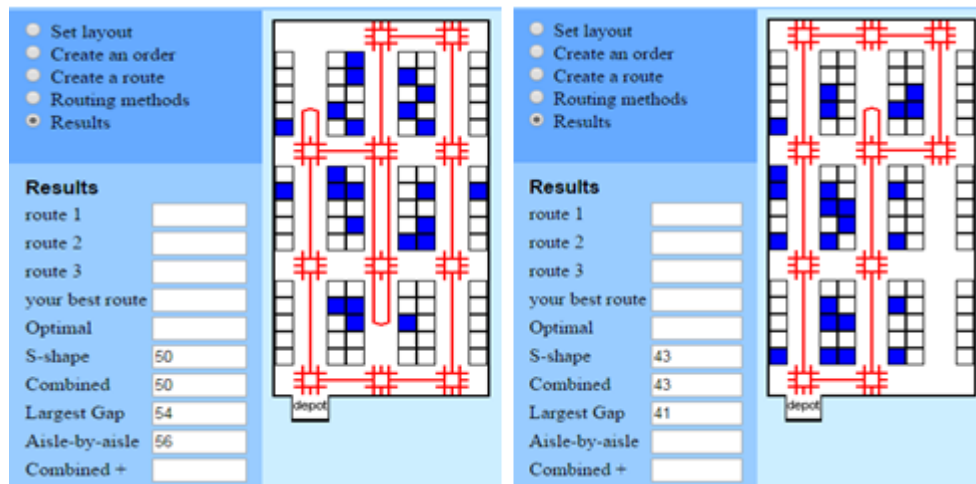 Set layout
Create an order
Create a route
Routing methods
Results
Results
route 1
route 2
route 3
your best route
Optimal
S-shape 50
Combined 50
Largest Gap 54
Aisle-by-aisle 56
Combined +
depot
Set layout
Create an order
Create a route
Routing methods
Results
Results
route 1
route 2
route 3
your best route
Optimal
S-shape 43
Combined 43
Largest Gap 41
Aisle-by-aisle
Combined +
depot